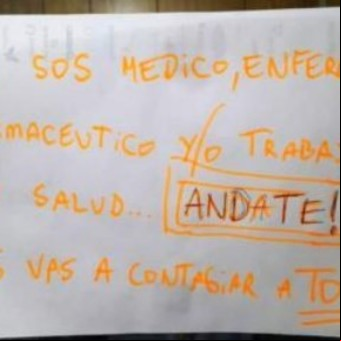 SOS MEDICO, ENFER
MACEUTICO Y/O TRABA
SALUD... ANDATE!
VAS A CONTAGIAR A TO